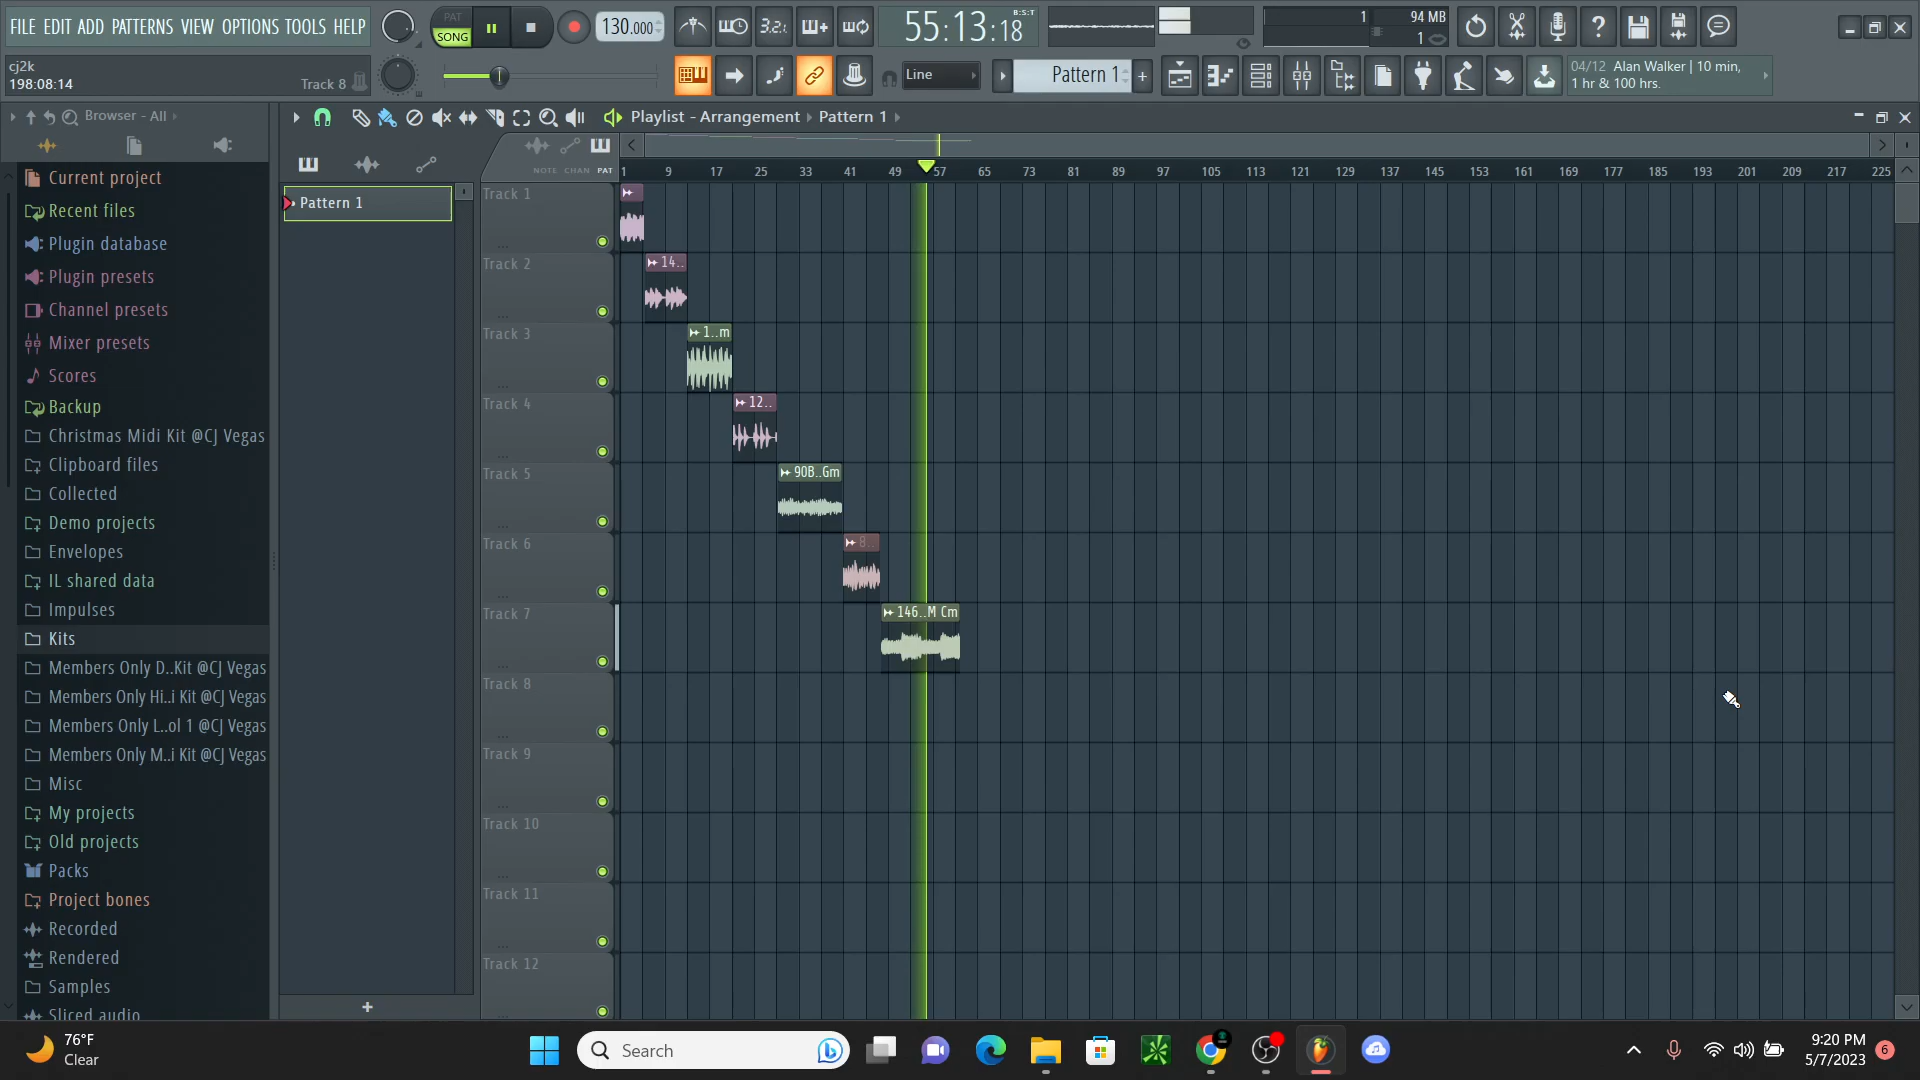 FILE EDIT ADD PATTERNS VIEW OPTIONS TOOLS HELP
PAT
SONG
130.000
3.2.1
B:S:T
55:13:18
1
94 MB
1
cj2k
198:08:14
Track 8
Line
Pattern 1
+
04/12 Alan Walker | 10 min,
1 hr & 100 hrs.
Browser - All
Playlist - Arrangement › Pattern 1 ›
NOTE CHAN PAT
1 9 17 25 33 41 49 57 65 73 81 89 97 105 113 121 129 137 145 153 161 169 177 185 193 201 209 217 225
Current project
Recent files
Plugin database
Plugin presets
Channel presets
Mixer presets
Scores
Backup
Christmas Midi Kit @CJ Vegas
Clipboard files
Collected
Demo projects
Envelopes
IL shared data
Impulses
Kits
Members Only D..Kit @CJ Vegas
Members Only Hi..i Kit @CJ Vegas
Members Only L..ol 1 @CJ Vegas
Members Only M..i Kit @CJ Vegas
Misc
My projects
Old projects
Packs
Project bones
Recorded
Rendered
Samples
Sliced audio
Pattern 1
+
Track 1
Track 2
14..
Track 3
1..m
Track 4
12..
Track 5
90B..Gm
Track 6
8..
Track 7
146..M Cm
Track 8
Track 9
Track 10
Track 11
Track 12
76°F
Clear
Search
9:20 PM
5/7/2023
6